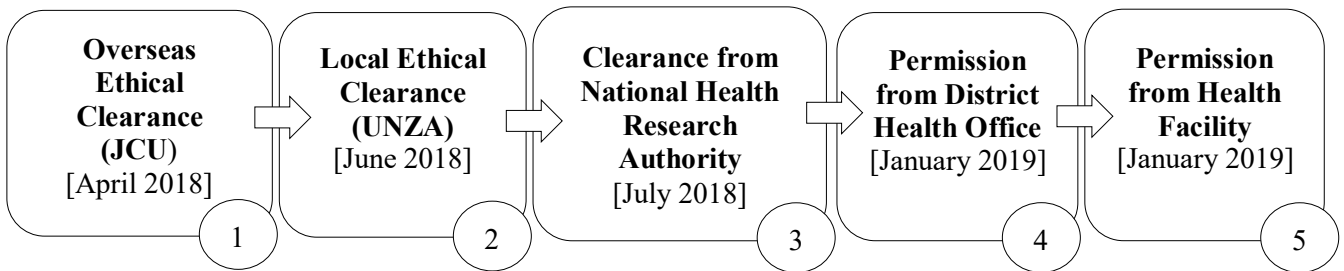 Overseas
Ethical
Clearance
(JCU)
[April 2018]
1
Local Ethical
Clearance
(UNZA)
[June 2018]
2
Clearance from
National Health
Research
Authority
[July 2018]
3
Permission
from District
Health Office
[January 2019]
4
Permission
from Health
Facility
[January 2019]
5